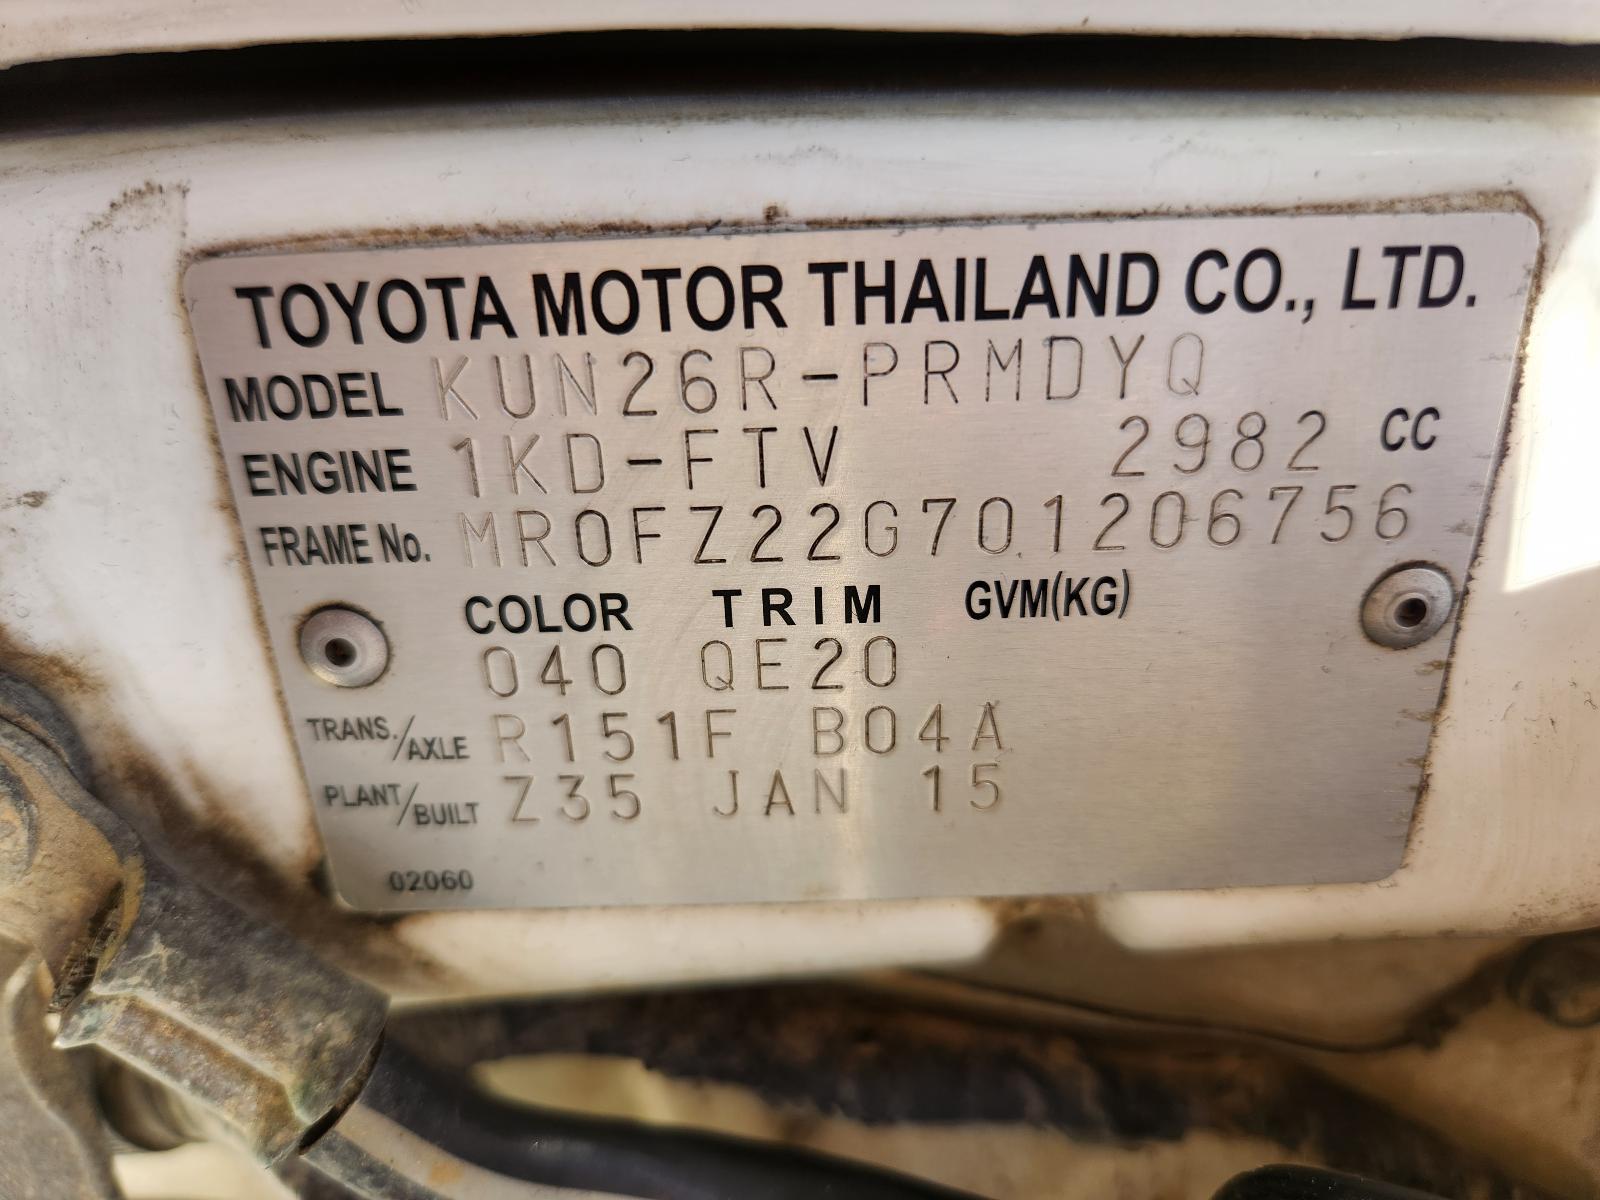 TOYOTA MOTOR THAILAND CO., LTD.
MODEL KUN26R-PRMDYQ
ENGINE 1KD-FTV 2982 CC
FRAME No. MR0FZ22G701206756
COLOR TRIM GVM(KG)
040 QE20
TRANS./AXLE R151F B04A
PLANT/BUILT Z35 JAN 15
02060